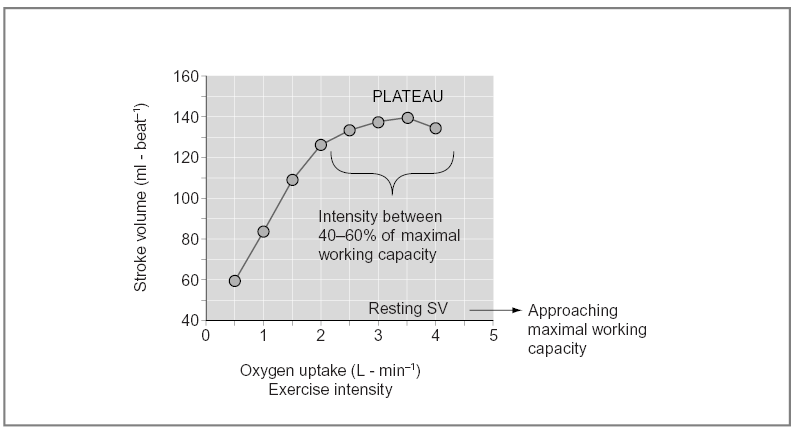 160
140
120
100
80
60
40
Stroke volume (ml - beat⁻¹)
PLATEAU
Intensity between
40–60% of maximal
working capacity
Resting SV
Approaching
maximal working
capacity
0 1 2 3 4 5
Oxygen uptake (L - min⁻¹)
Exercise intensity